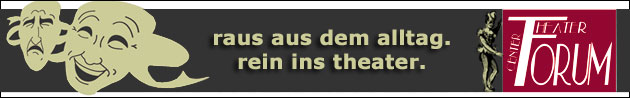 raus aus dem alltag.
rein ins theater.
THEATER
CENTER
FORUM